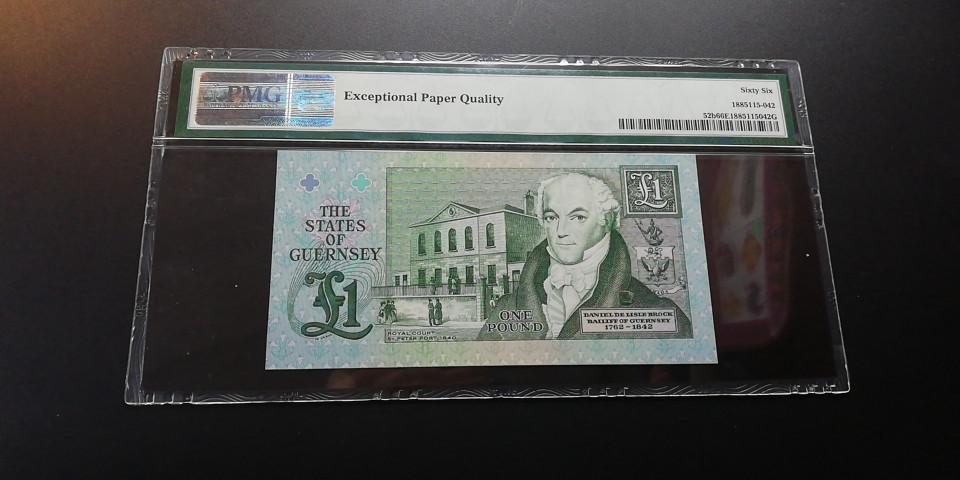 PMG
Exceptional Paper Quality
Sixty Six
1885115-042
52b66E1885115042G
THE
STATES
OF
GUERNSEY
£1
£1
ROYAL COURT
ST. PETER PORT, 1840
ONE
POUND
DANIEL DE LISLE BROCK
BAILIFF OF GUERNSEY
1762-1842